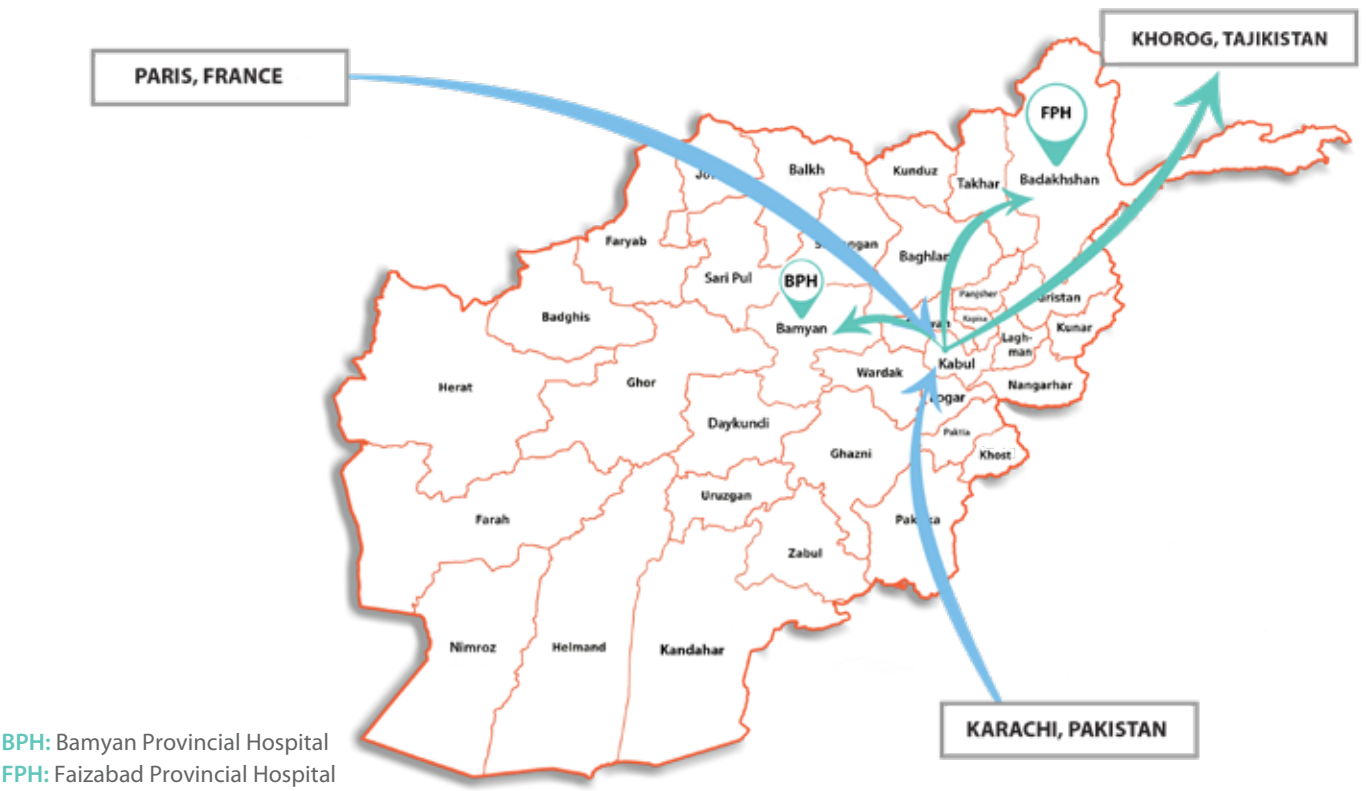 KHOROG, TAJIKISTAN
PARIS, FRANCE
FPH
Balkh
Kunduz
Takhar
Badakhshan
Faryab
Baghlan
Sari Pul
BPH
Panjsher
Badghis
Kapisa
Bamyan
Kunar
Lagh-
man
Kabul
Wardak
Herat
Ghor
Nangarhar
Daykundi
Paktia
Ghazni
Khost
Uruzgan
Farah
Zabul
Nimroz
Helmand
Kandahar
KARACHI, PAKISTAN
BPH: Bamyan Provincial Hospital
FPH: Faizabad Provincial Hospital